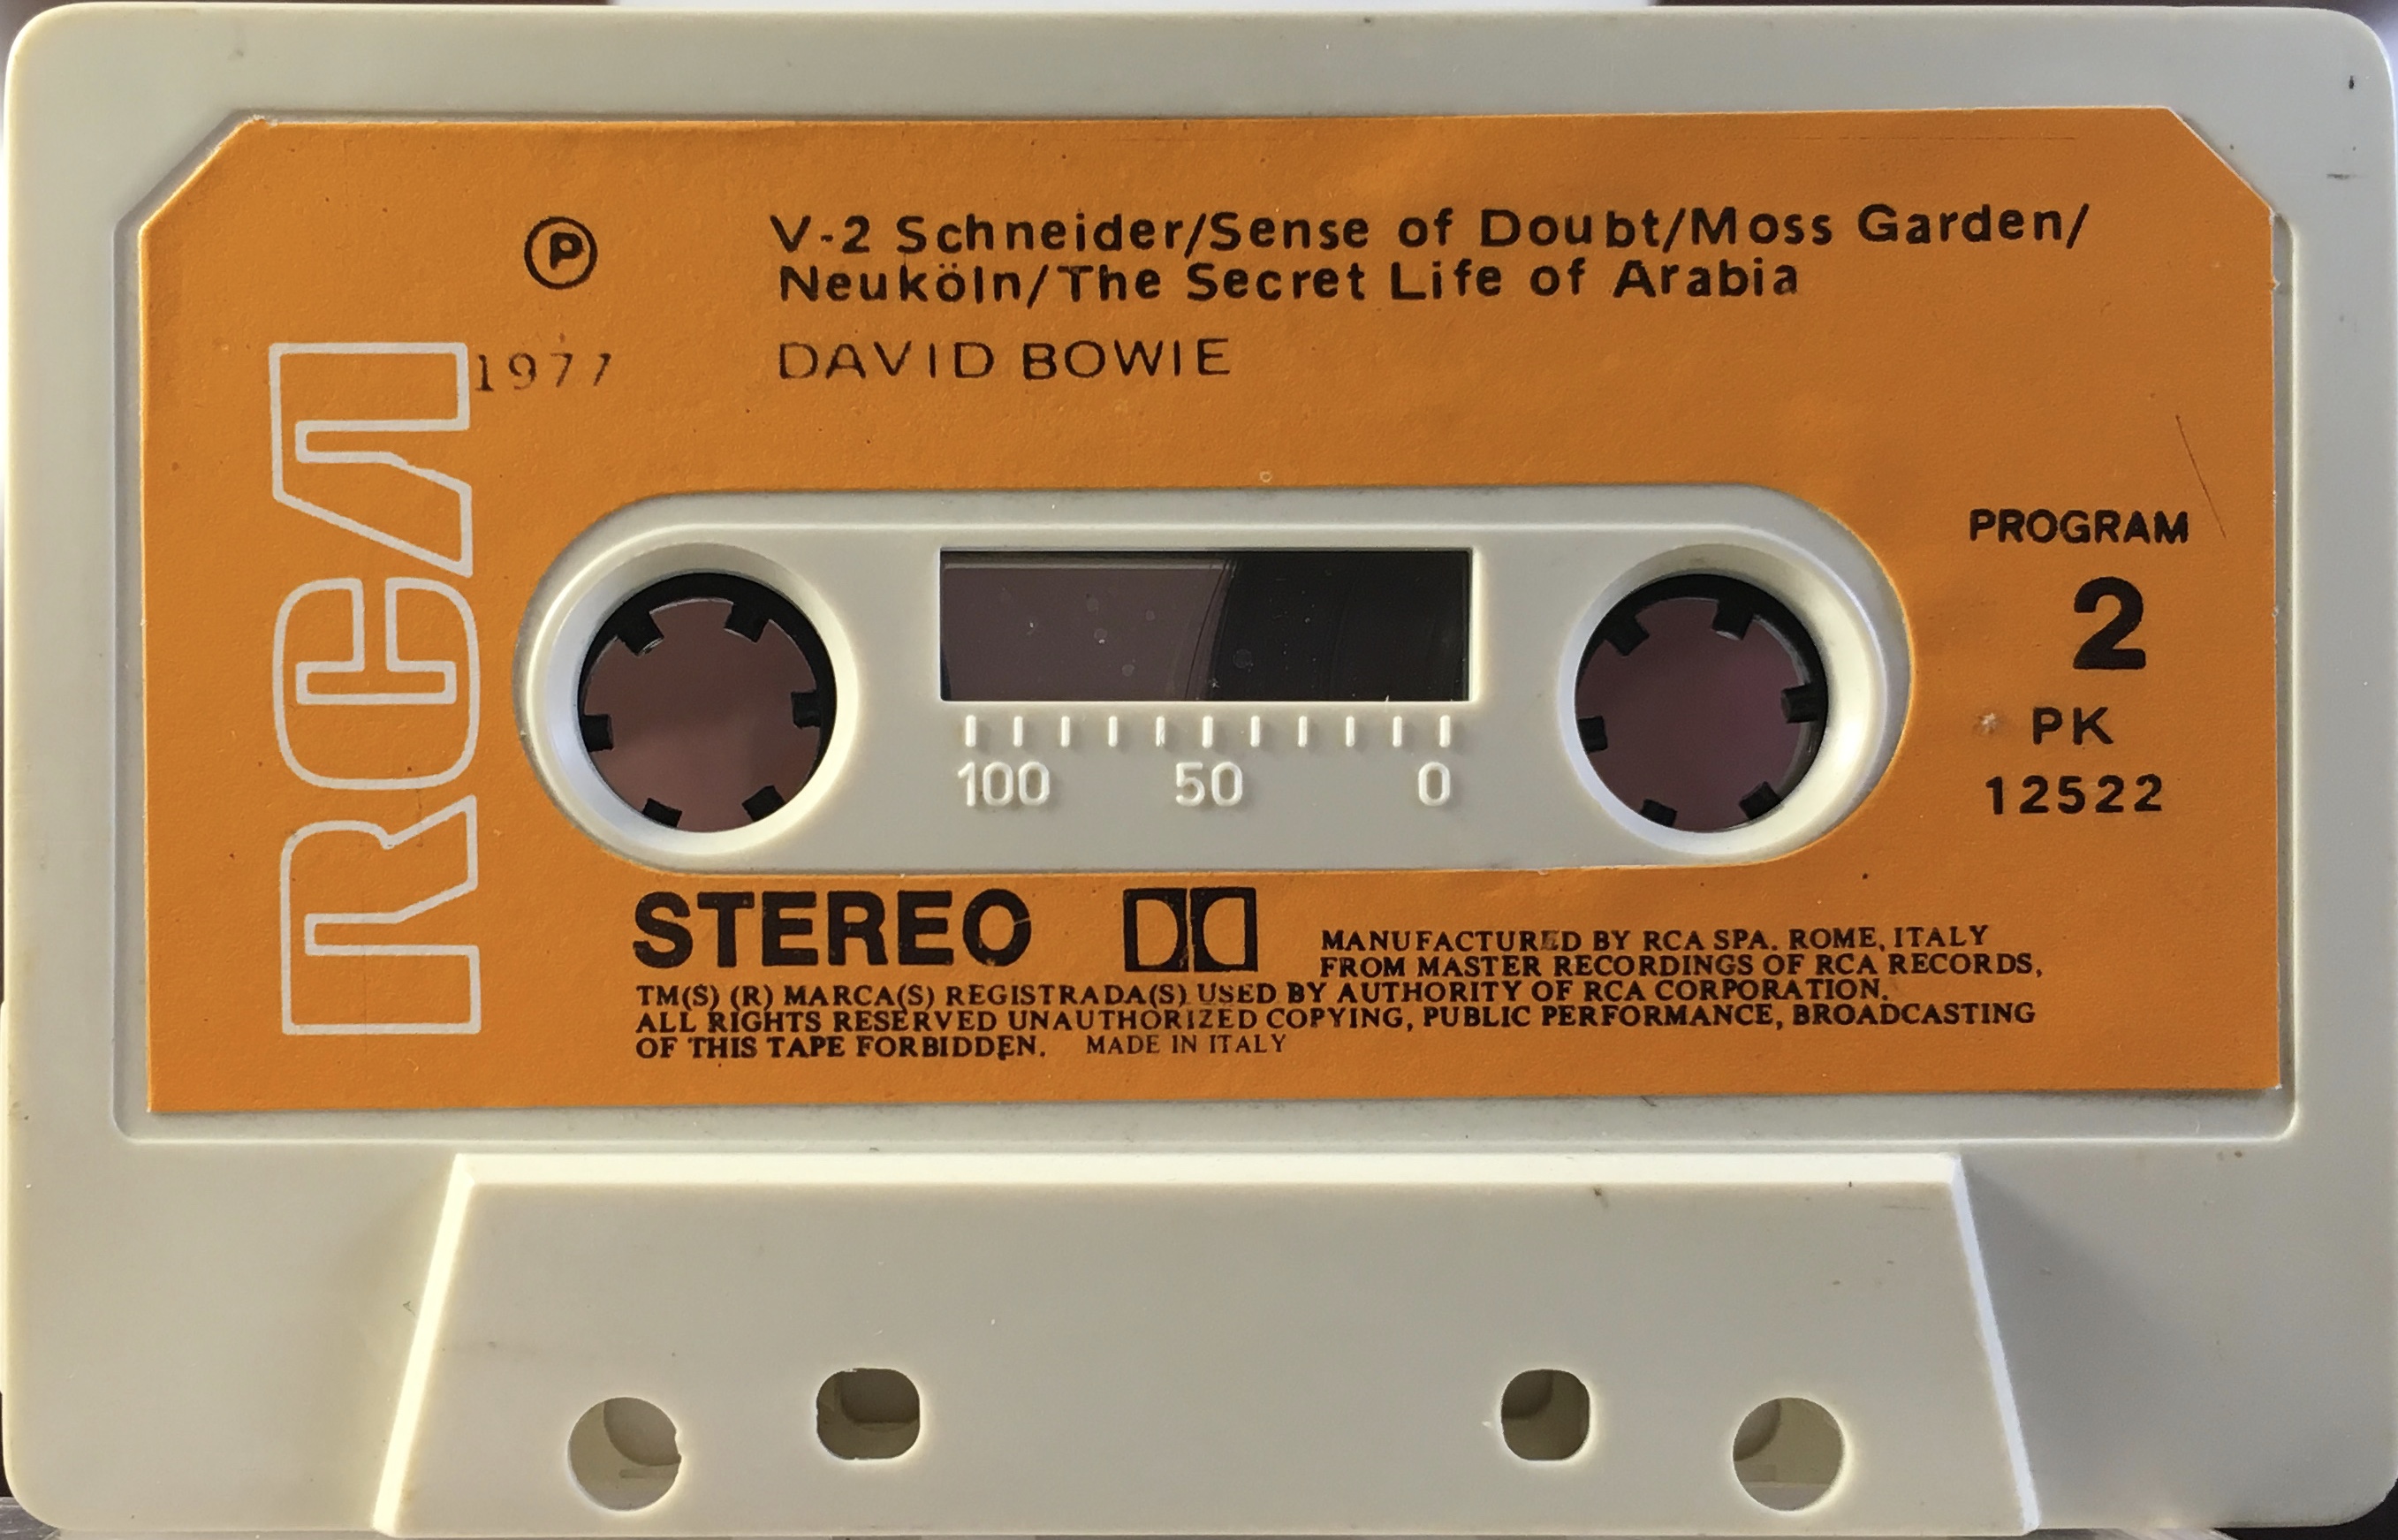 ℗
V-2 Schneider/Sense of Doubt/Moss Garden/
Neuköln/The Secret Life of Arabia
1977
DAVID BOWIE
RCA
PROGRAM
2
PK
12522
100 50 0
STEREO
MANUFACTURED BY RCA SPA. ROME, ITALY
FROM MASTER RECORDINGS OF RCA RECORDS,
TM(S) (R) MARCA(S) REGISTRADA(S) USED BY AUTHORITY OF RCA CORPORATION.
ALL RIGHTS RESERVED UNAUTHORIZED COPYING, PUBLIC PERFORMANCE, BROADCASTING
OF THIS TAPE FORBIDDEN. MADE IN ITALY